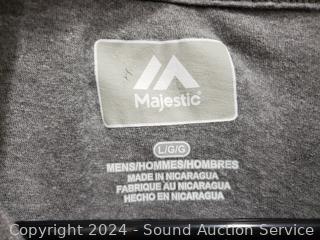 Majestic®
L/G/G
MENS/HOMMES/HOMBRES
MADE IN NICARAGUA
FABRIQUE AU NICARAGUA
HECHO EN NICARAGUA
Copyright © 2024 - Sound Auction Service